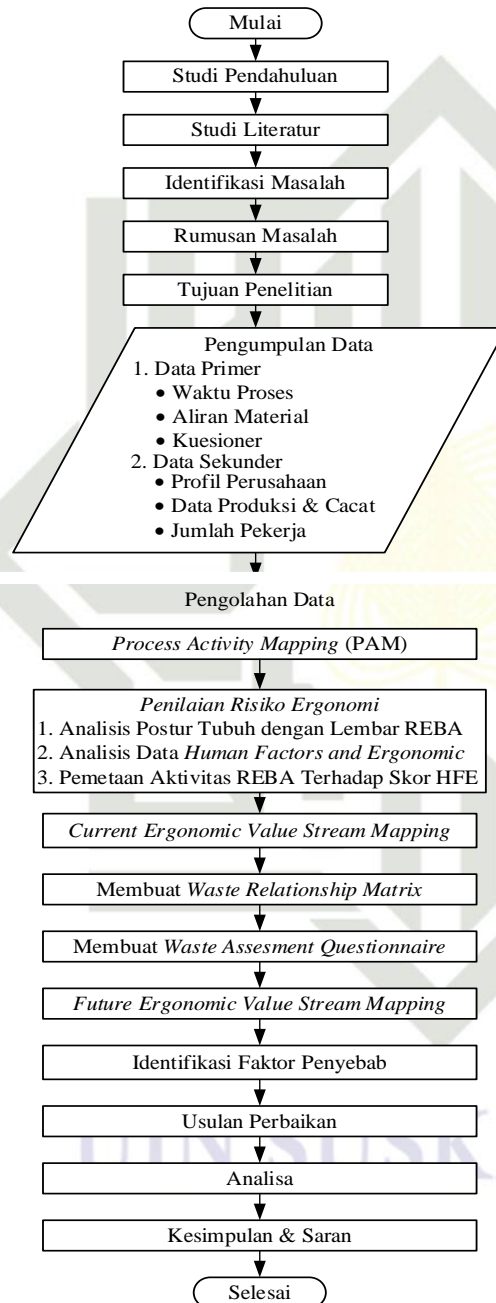 Mulai
Studi Pendahuluan
Studi Literatur
Identifikasi Masalah
Rumusan Masalah
Tujuan Penelitian
Pengumpulan Data
1. Data Primer
• Waktu Proses
• Aliran Material
• Kuesioner
2. Data Sekunder
• Profil Perusahaan
• Data Produksi & Cacat
• Jumlah Pekerja
Pengolahan Data
Process Activity Mapping (PAM)
Penilaian Risiko Ergonomi
1. Analisis Postur Tubuh dengan Lembar REBA
2. Analisis Data Human Factors and Ergonomic
3. Pemetaan Aktivitas REBA Terhadap Skor HFE
Current Ergonomic Value Stream Mapping
Membuat Waste Relationship Matrix
Membuat Waste Assesment Questionnaire
Future Ergonomic Value Stream Mapping
Identifikasi Faktor Penyebab
Usulan Perbaikan
UIN SUSK
Analisa
Kesimpulan & Saran
Selesai